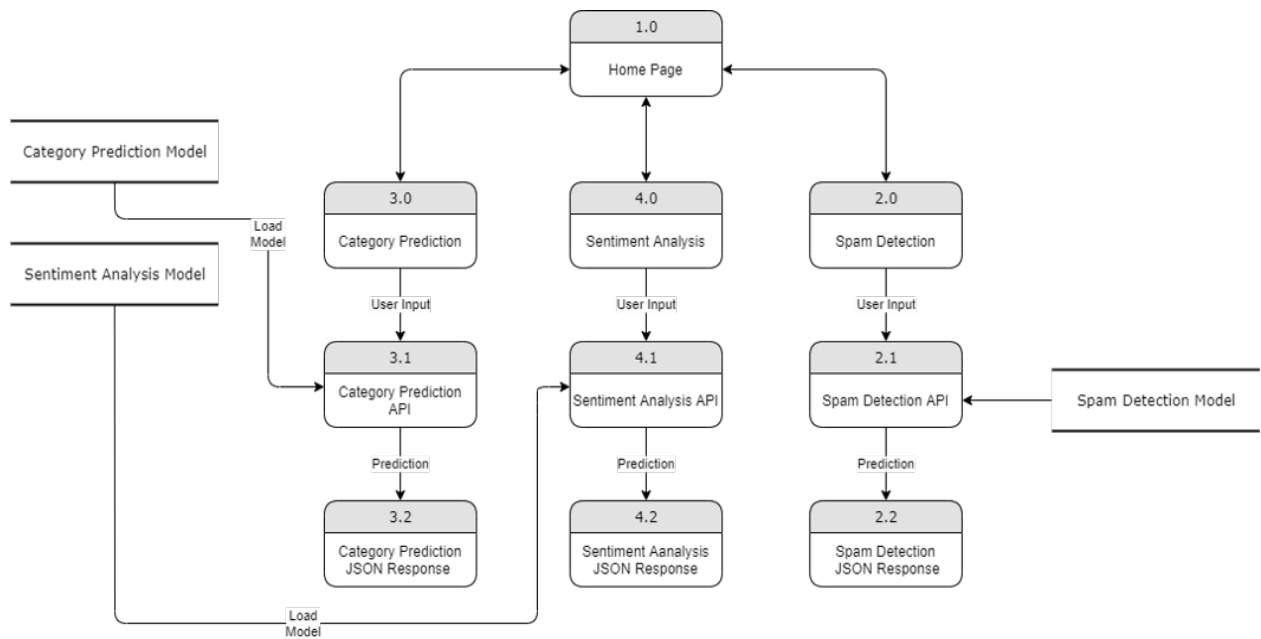 1.0
Home Page
Category Prediction Model
3.0
Category Prediction
4.0
Sentiment Analysis
2.0
Spam Detection
Load
Model
Sentiment Analysis Model
User Input
User Input
User Input
3.1
Category Prediction
API
4.1
Sentiment Analysis API
2.1
Spam Detection API
Spam Detection Model
Prediction
Prediction
Prediction
3.2
Category Prediction
JSON Response
4.2
Sentiment Aanalysis
JSON Response
2.2
Spam Detection
JSON Response
Load
Model